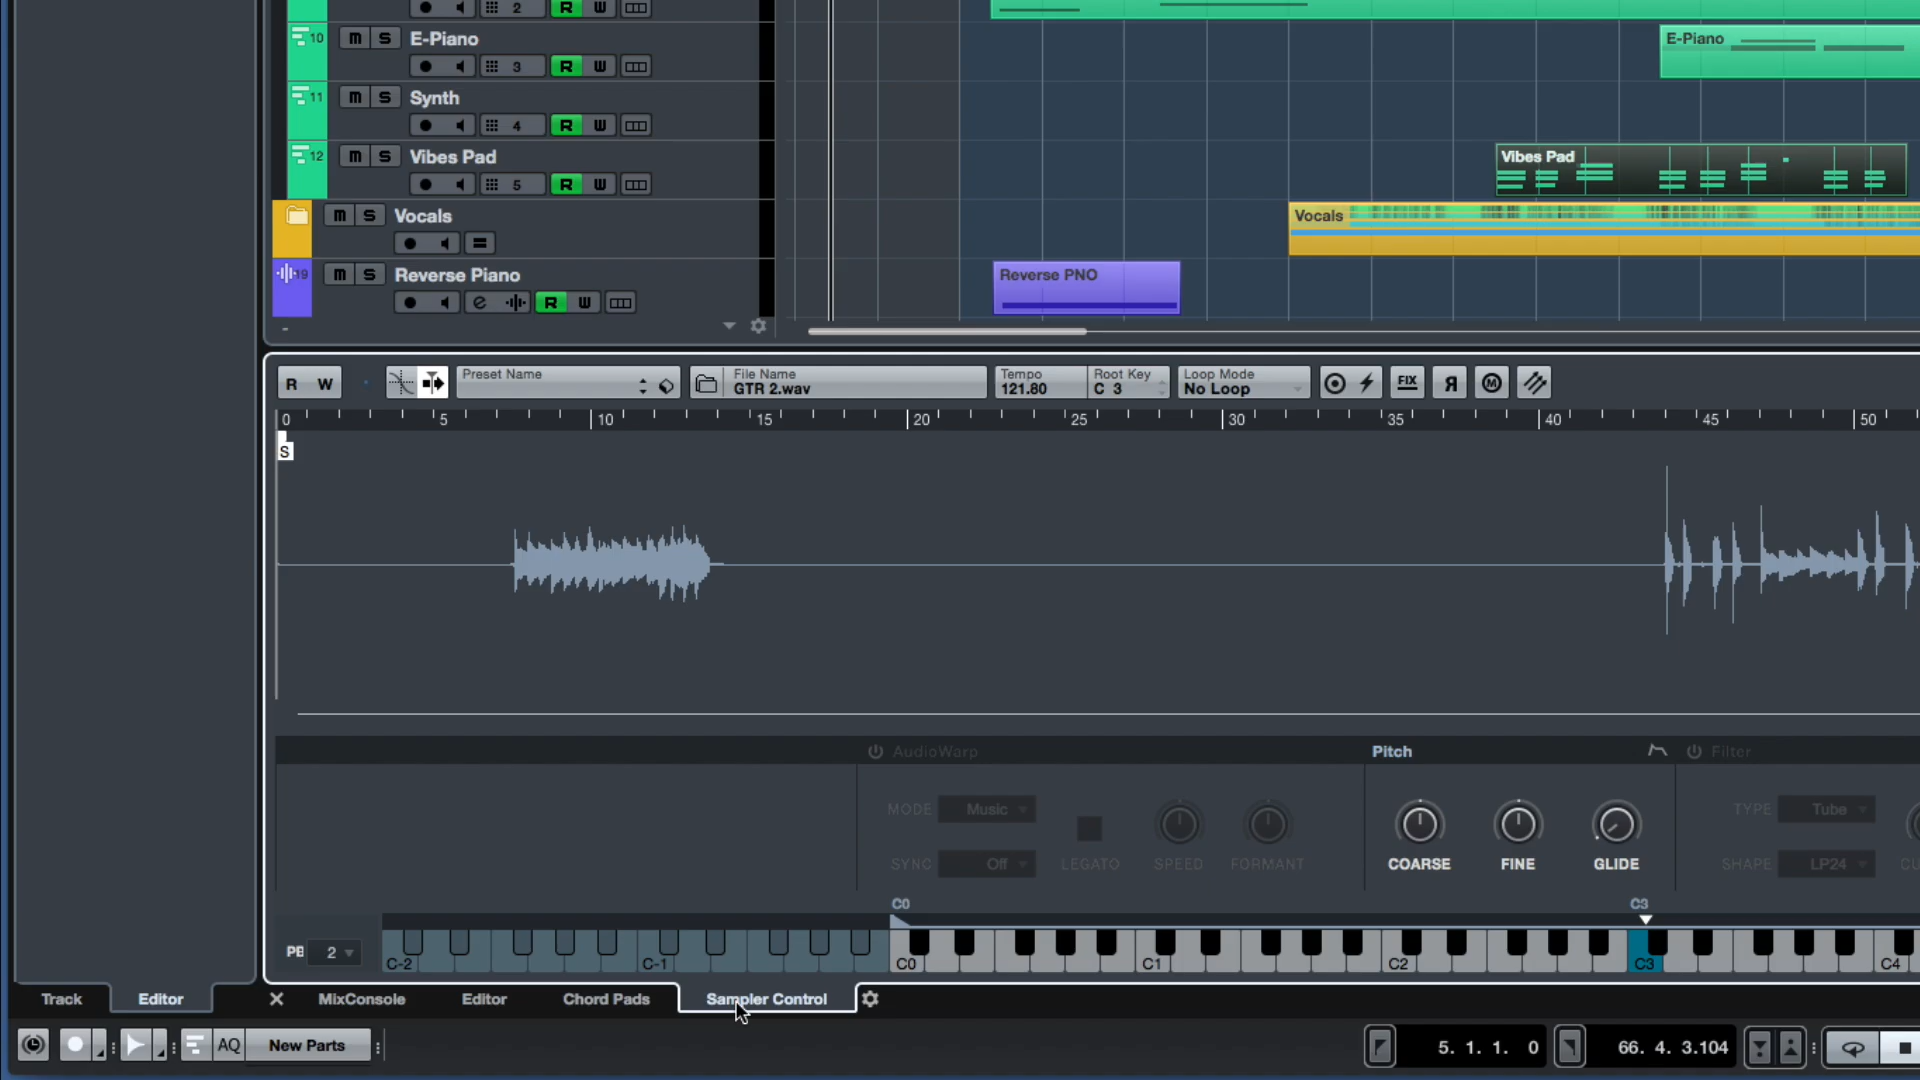 2 R W
10 m S E-Piano
3 R W
E-Piano
11 m S Synth
4 R W
12 m S Vibes Pad
5 R W
Vibes Pad
m S Vocals
Vocals
19 m S Reverse Piano
e R W
Reverse PNO
R W
Preset Name
File Name
GTR 2.wav
Tempo
121.80
Root Key
C 3
Loop Mode
No Loop
FIX
R
M
0 5 10 15 20 25 30 35 40 45 50
S
AudioWarp
Pitch
Filter
MODE Music
SYNC Off
LEGATO SPEED FORMANT
COARSE FINE GLIDE
TYPE Tube
SHAPE LP24
C0 C3
PB 2
C-2 C-1 C0 C1 C2 C3 C4
Track Editor
MixConsole Editor Chord Pads Sampler Control
AQ New Parts
5. 1. 1. 0
66. 4. 3.104